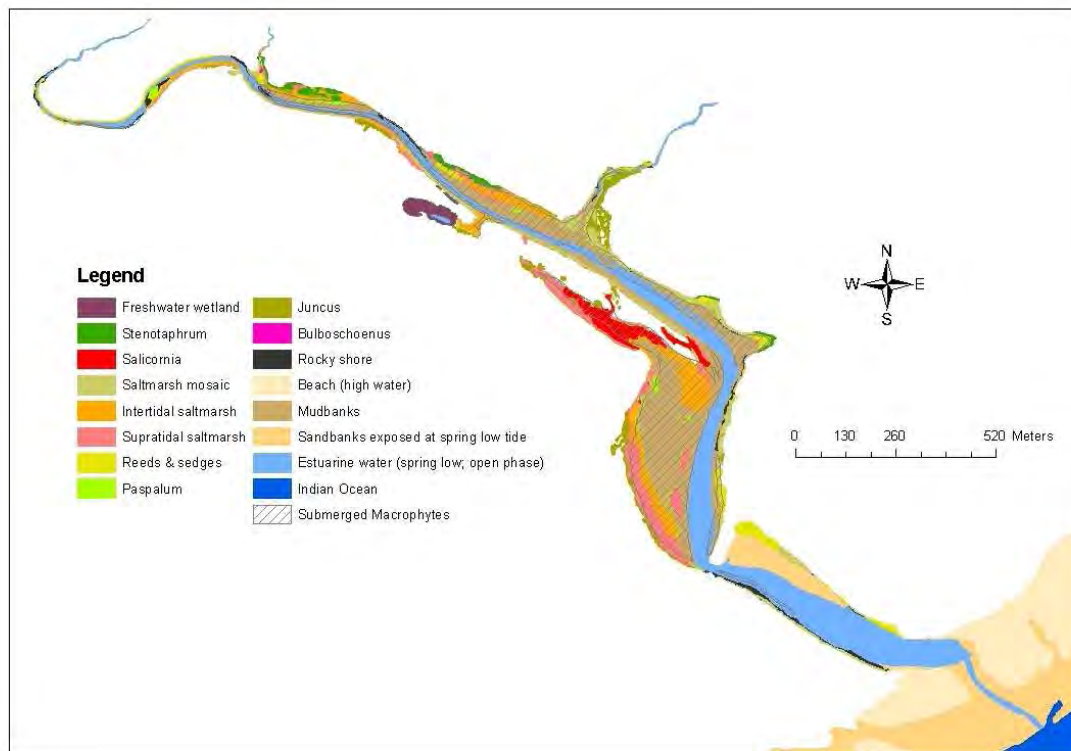 N
W E
S
Legend
Freshwater wetland
Stenotaphrum
Salicornia
Saltmarsh mosaic
Intertidal saltmarsh
Supratidal saltmarsh
Reeds & sedges
Paspalum
Juncus
Bulboschoenus
Rocky shore
Beach (high water)
Mudbanks
Sandbanks exposed at spring low tide
Estuarine water (spring low; open phase)
Indian Ocean
Submerged Macrophytes
0 130 260 520 Meters